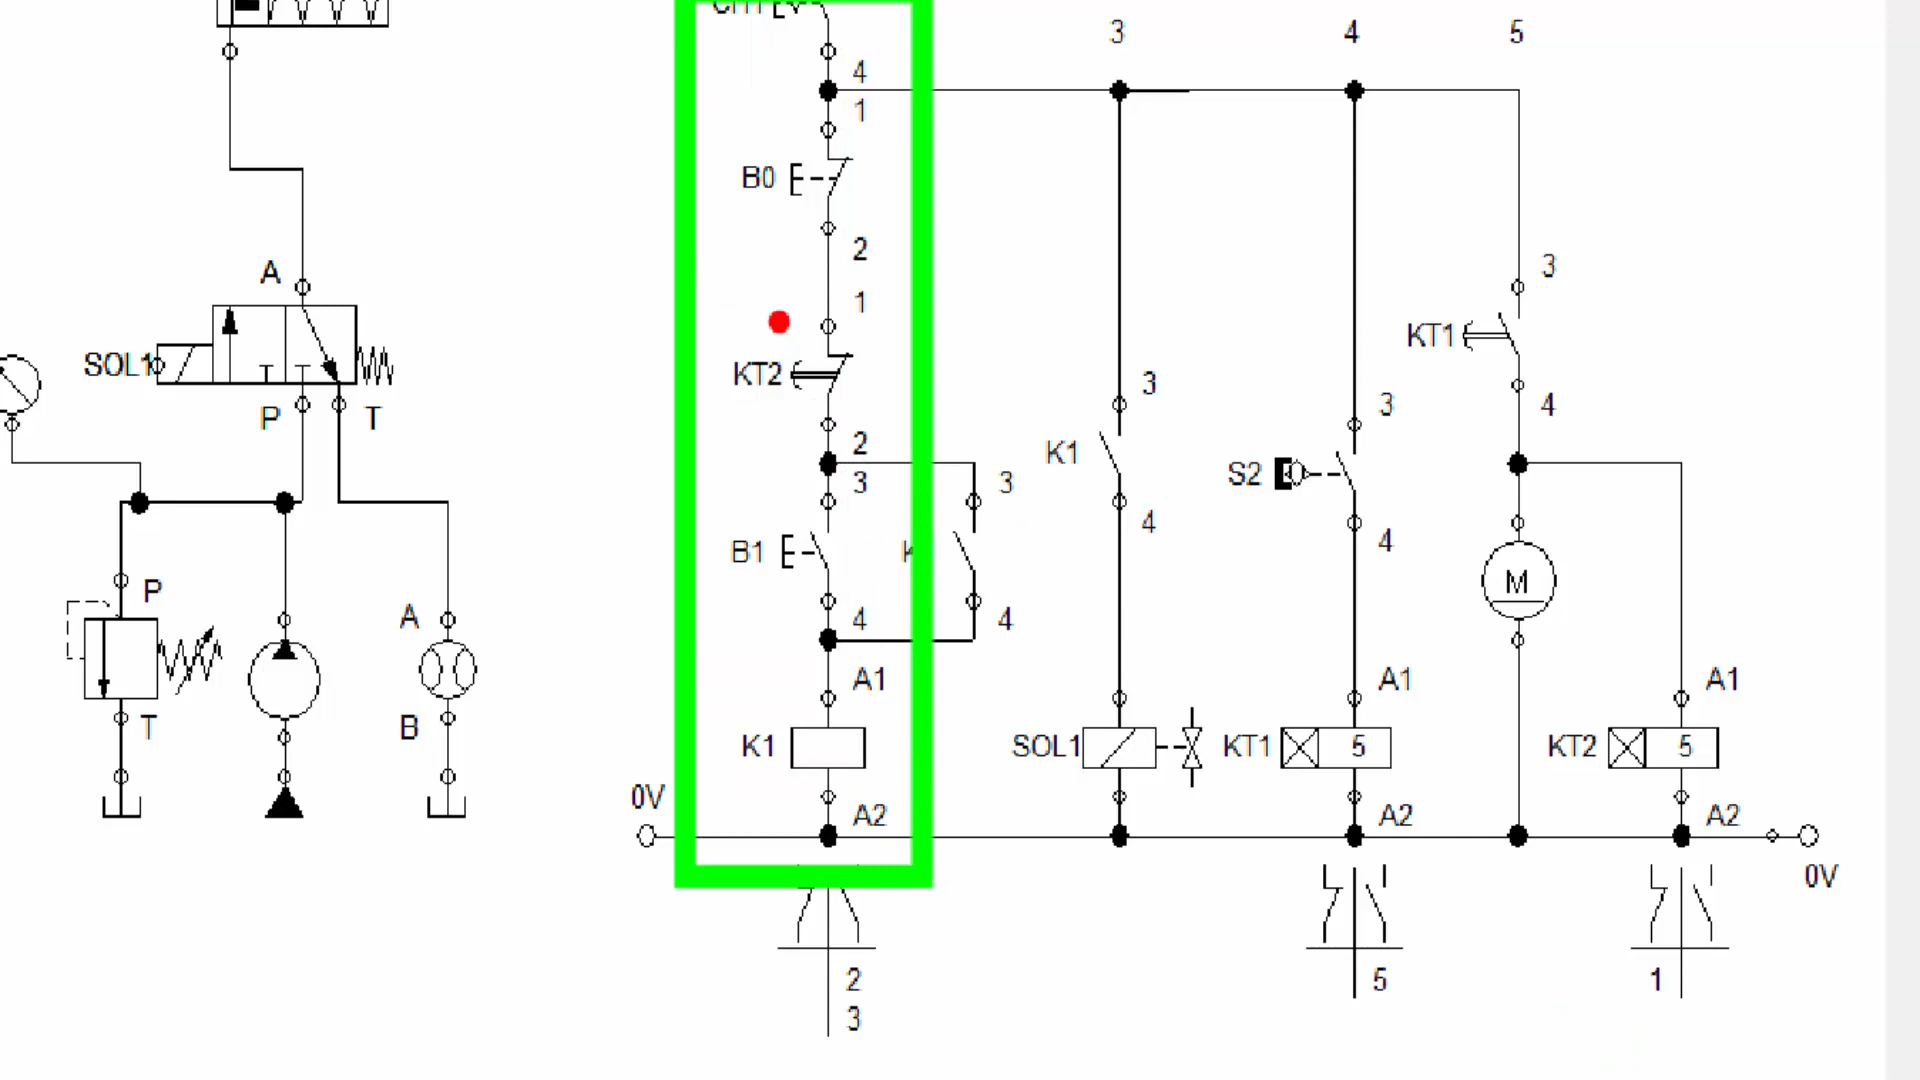 3 4 5
4
1
B0
2
A
1
3
KT1
SOL1
KT2
3
3
P T
4
2
K1
3 3
S2
4
4
B1
P
A
4 4
M
A1 A1 A1
T
B
K1 SOL1 KT1 5 KT2 5
0V
A2 A2 A2
0V
2 5 1
3